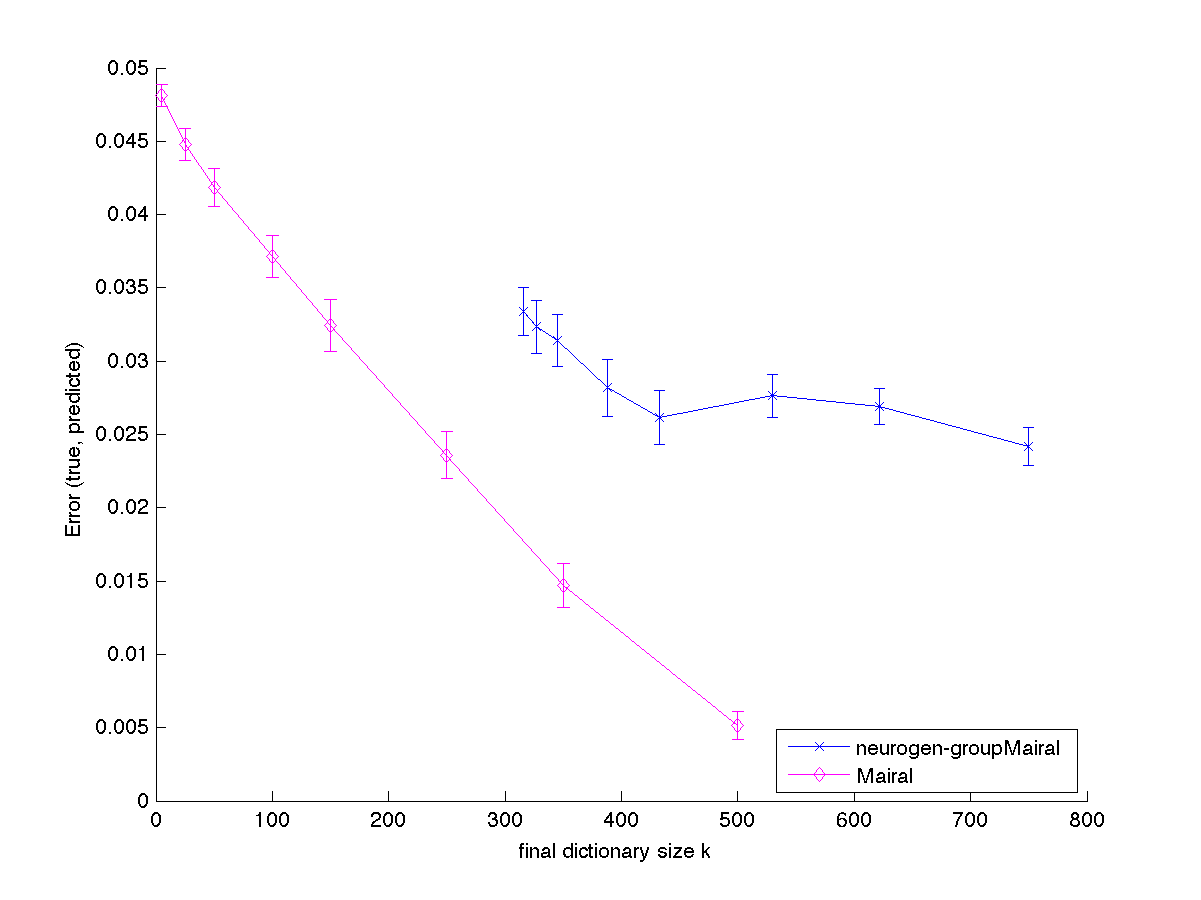 0.05
0.045
0.04
0.035
0.03
0.025
0.02
0.015
0.01
0.005
0
Error (true, predicted)
0 100 200 300 400 500 600 700 800
final dictionary size k
neurogen-groupMairal
Mairal